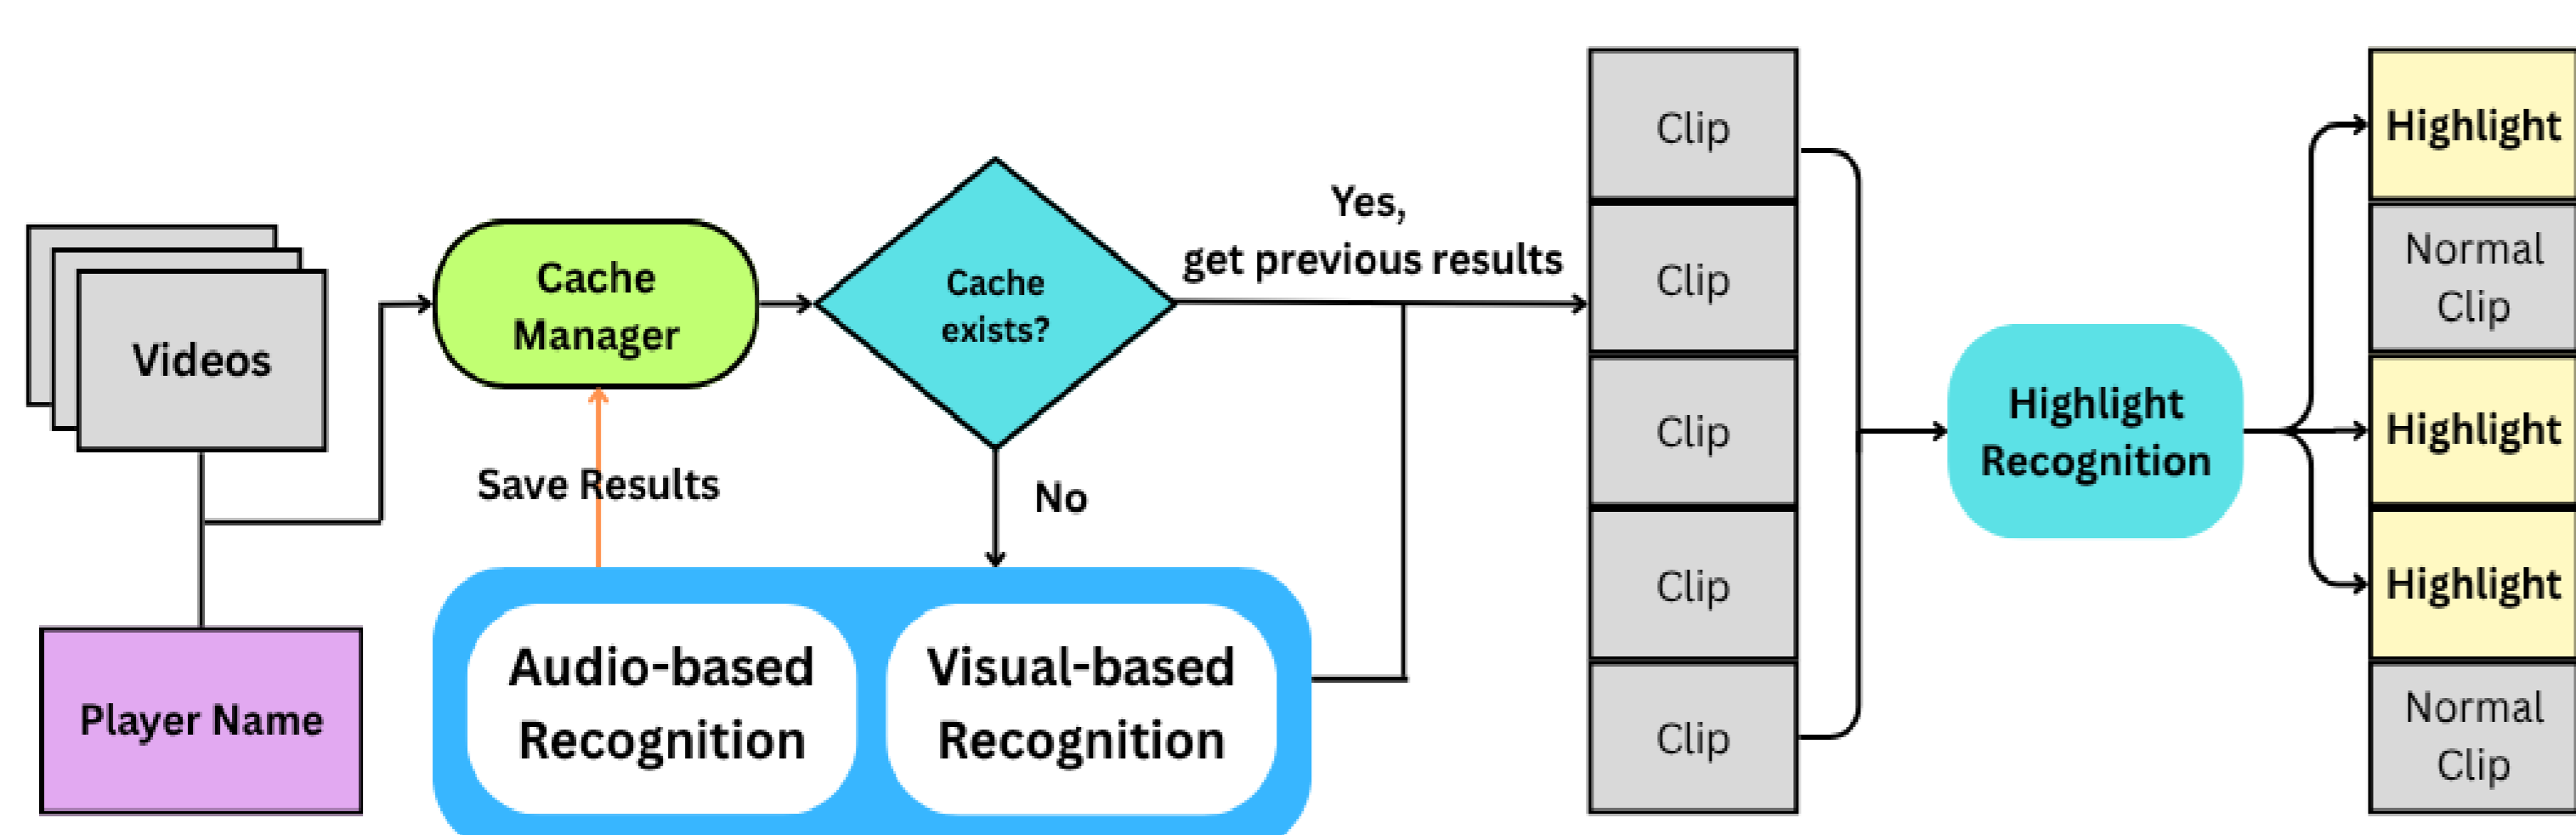 Videos
Player Name
Cache
Manager
Save Results
Cache
exists?
Yes,
get previous results
No
Audio-based
Recognition
Visual-based
Recognition
Clip
Clip
Clip
Clip
Clip
Highlight
Recognition
Highlight
Normal
Clip
Highlight
Highlight
Normal
Clip